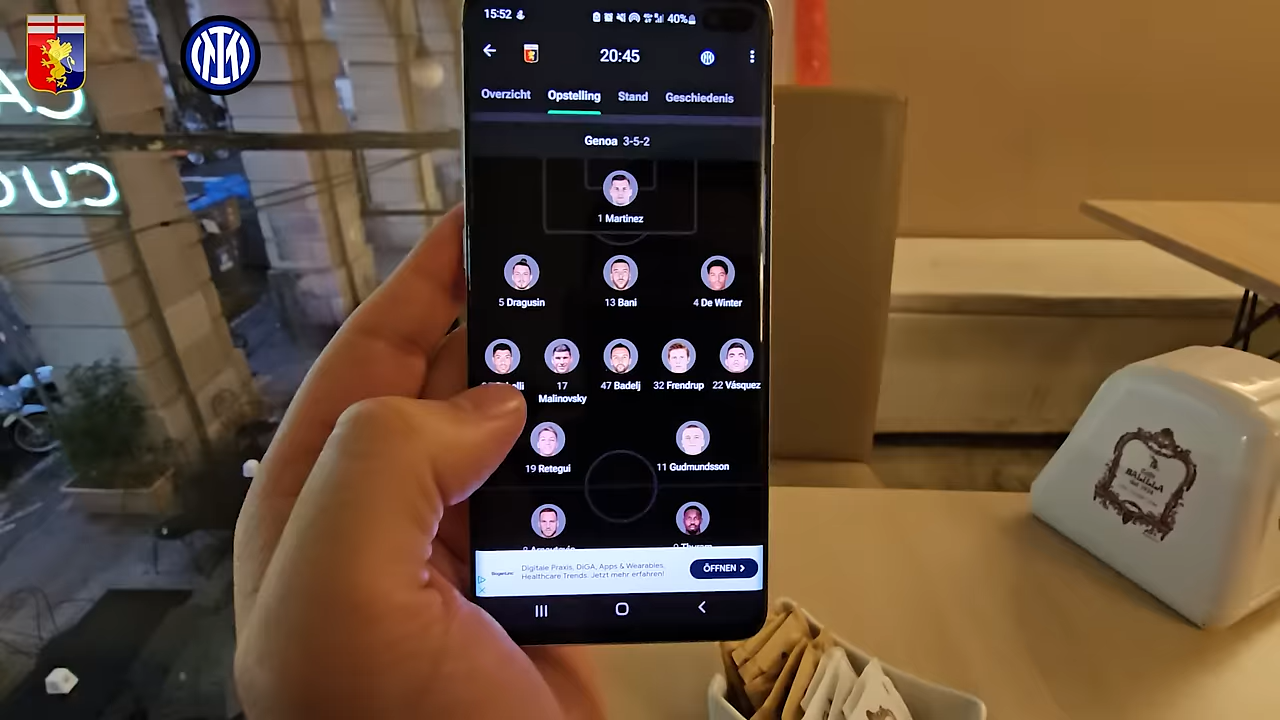 15:52
40%
20:45
Overzicht Opstelling Stand Geschiedenis
Genoa 3-5-2
1 Martinez
5 Dragusin 13 Bani 4 De Winter
17 Malinovsky 47 Badelj 32 Frendrup 22 Vásquez
19 Retegui 11 Gudmundsson
Digitale Praxis, DiGA, Apps & Wearables,
Healthcare Trends. Jetzt mehr erfahren!
ÖFFNEN
BALILLA